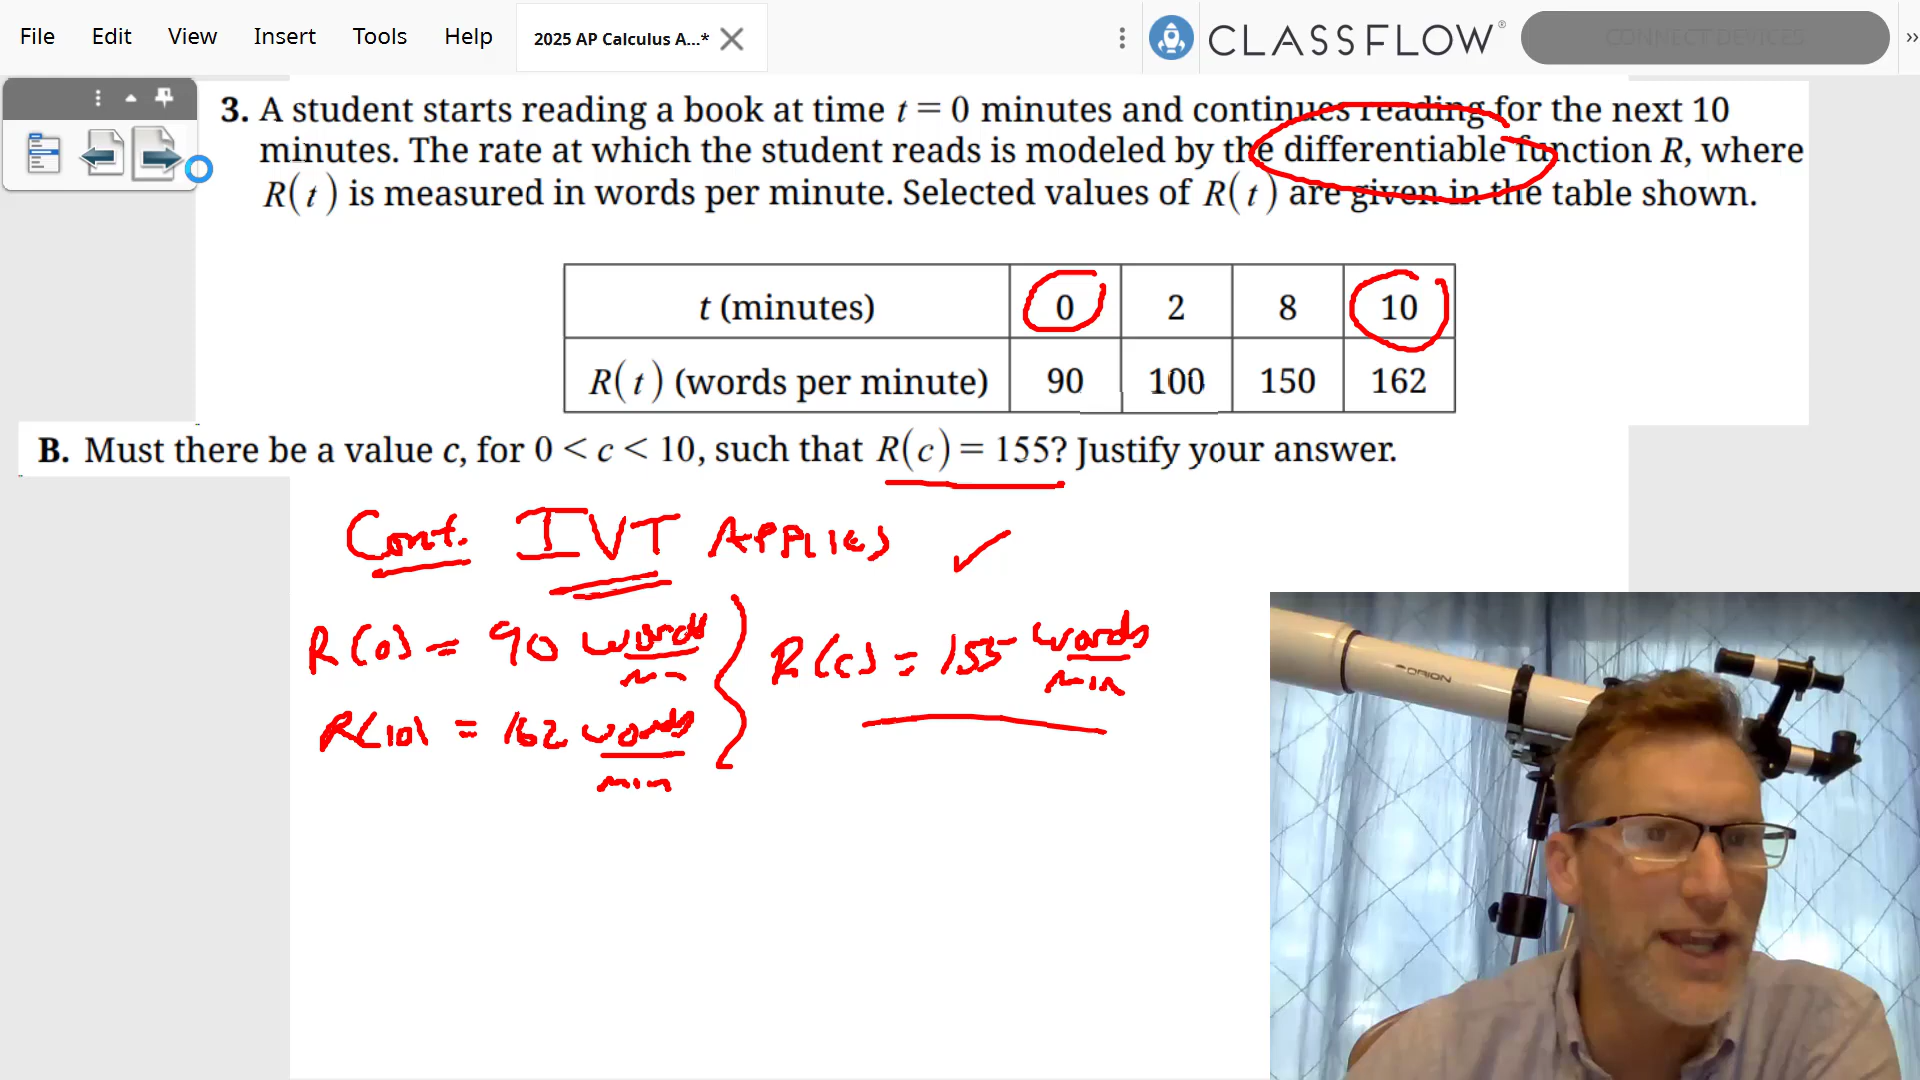 File Edit View Insert Tools Help 2025 AP Calculus A...* CLASSFLOW® CONNECT DEVICES
3. A student starts reading a book at time t = 0 minutes and continues reading for the next 10
minutes. The rate at which the student reads is modeled by the differentiable function R, where
R(t) is measured in words per minute. Selected values of R(t) are given in the table shown.
t (minutes) 0 2 8 10
R(t) (words per minute) 90 100 150 162
B. Must there be a value c, for 0 < c < 10, such that R(c) = 155? Justify your answer.
Cont. IVT Applies
R(0) = 90 words/min
R(c) = 155 words/min
R(10) = 162 words/min
ORION